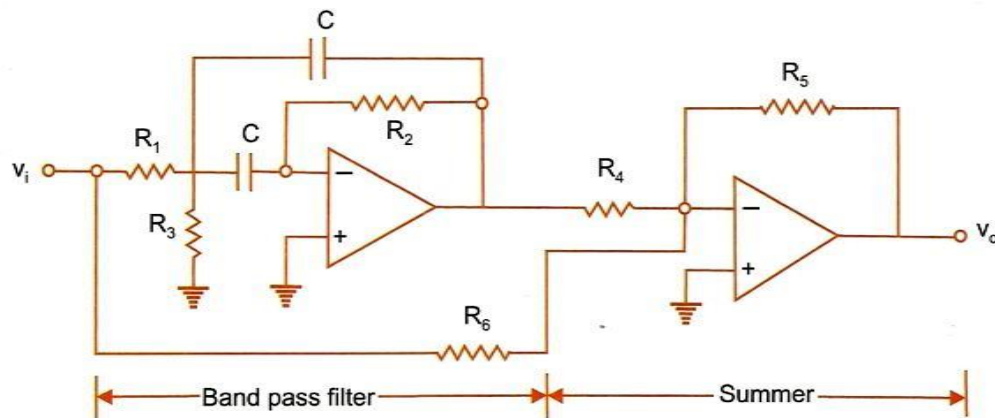 C
R₅
R₂
R₁
C
vᵢ
−
R₄
−
R₃
+
vₒ
+
R₆
Band pass filter
Summer